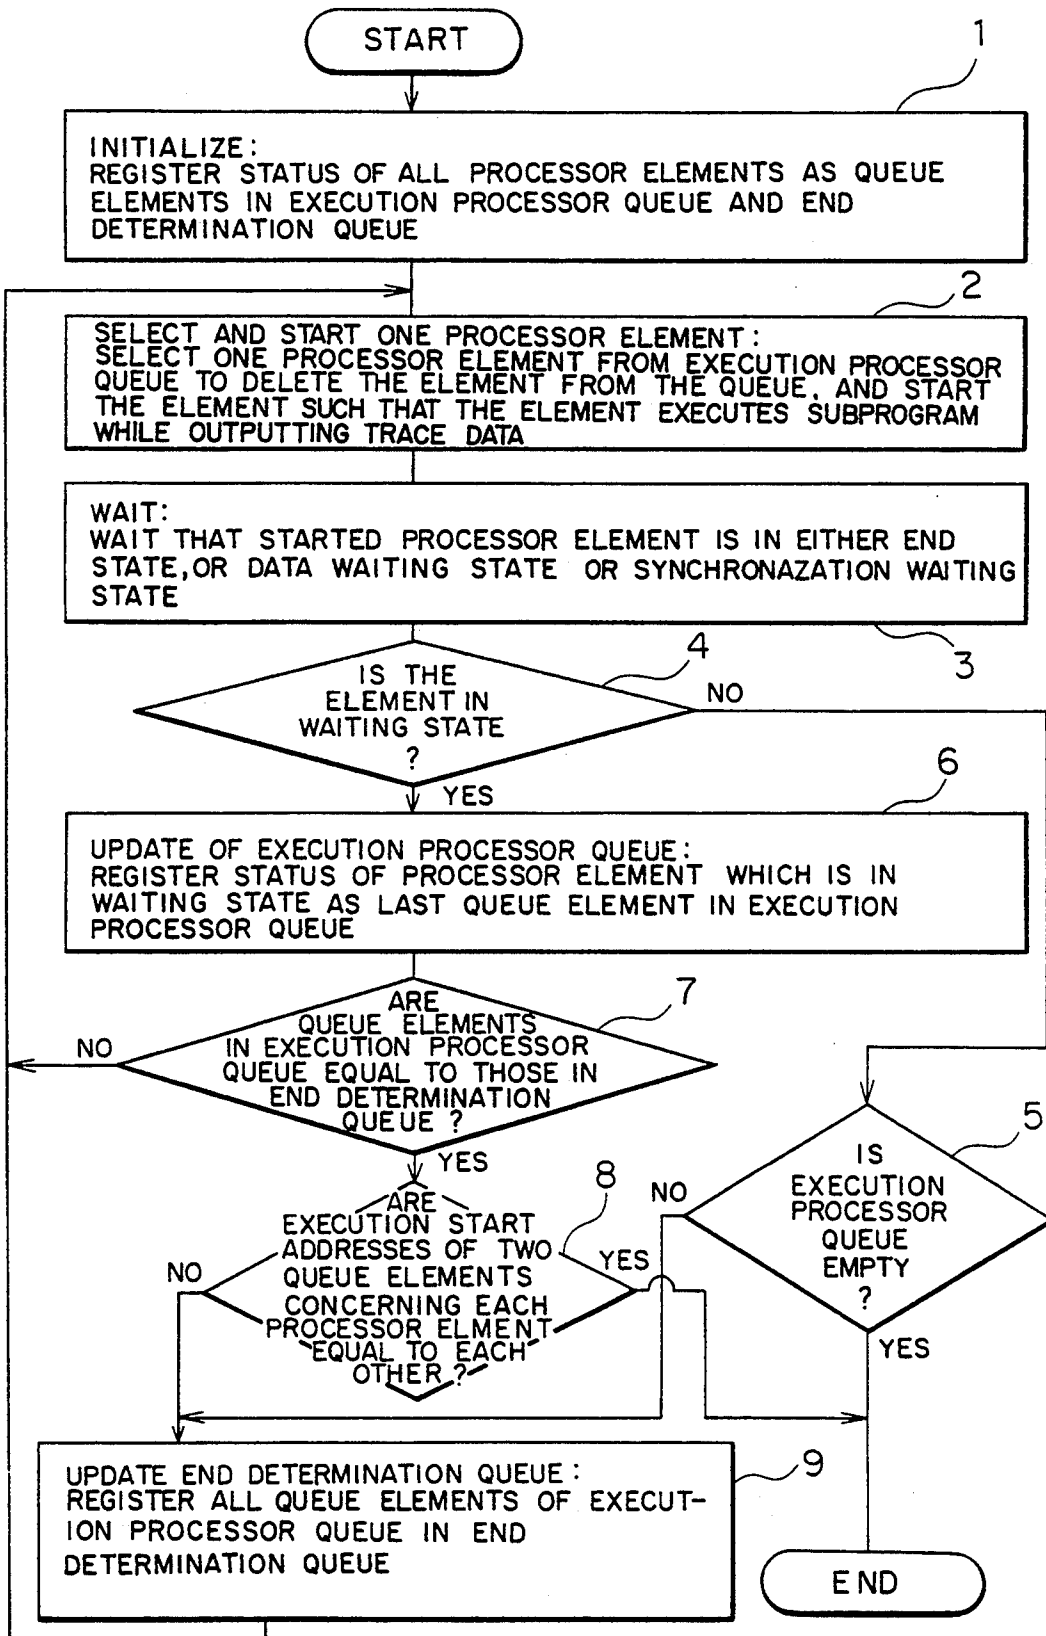 START
1
INITIALIZE:
REGISTER STATUS OF ALL PROCESSOR ELEMENTS AS QUEUE
ELEMENTS IN EXECUTION PROCESSOR QUEUE AND END
DETERMINATION QUEUE
2
SELECT AND START ONE PROCESSOR ELEMENT:
SELECT ONE PROCESSOR ELEMENT FROM EXECUTION PROCESSOR
QUEUE TO DELETE THE ELEMENT FROM THE QUEUE, AND START
THE ELEMENT SUCH THAT THE ELEMENT EXECUTES SUBPROGRAM
WHILE OUTPUTTING TRACE DATA
WAIT:
WAIT THAT STARTED PROCESSOR ELEMENT IS IN EITHER END
STATE, OR DATA WAITING STATE OR SYNCHRONAZATION WAITING
STATE
3
4
IS THE
ELEMENT IN
WAITING STATE
?
NO
YES
6
UPDATE OF EXECUTION PROCESSOR QUEUE:
REGISTER STATUS OF PROCESSOR ELEMENT WHICH IS IN
WAITING STATE AS LAST QUEUE ELEMENT IN EXECUTION
PROCESSOR QUEUE
7
ARE
QUEUE ELEMENTS
IN EXECUTION PROCESSOR
QUEUE EQUAL TO THOSE IN
END DETERMINATION
QUEUE ?
NO
YES
5
IS
EXECUTION
PROCESSOR
QUEUE
EMPTY
?
NO
YES
8
ARE
EXECUTION START
ADDRESSES OF TWO
QUEUE ELEMENTS
CONCERNING EACH
PROCESSOR ELMENT
EQUAL TO EACH
OTHER ?
NO
YES
9
UPDATE END DETERMINATION QUEUE:
REGISTER ALL QUEUE ELEMENTS OF EXECUT-
ION PROCESSOR QUEUE IN END
DETERMINATION QUEUE
END